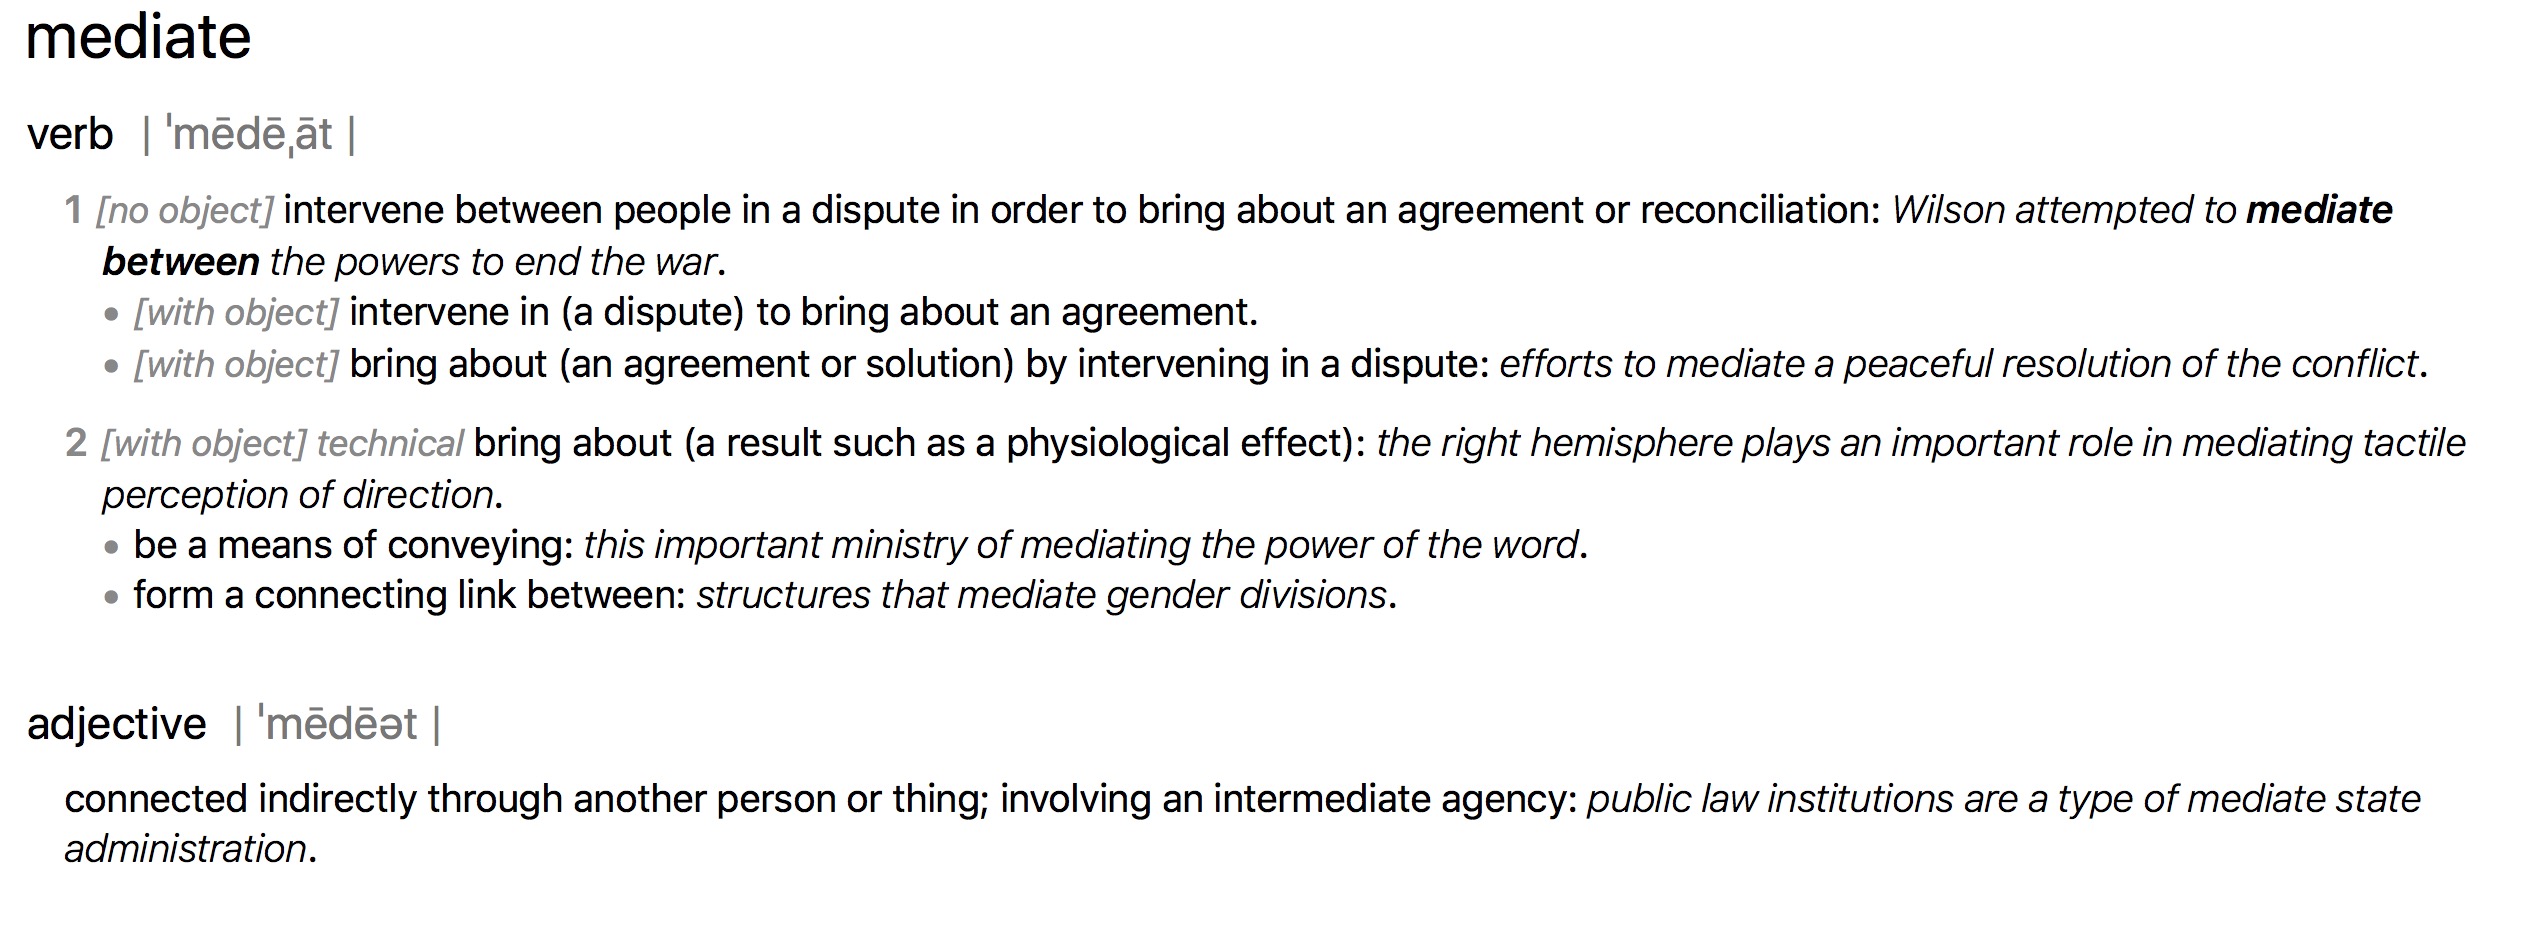 mediate
verb | ˈmēdēˌāt |
1 [no object] intervene between people in a dispute in order to bring about an agreement or reconciliation: Wilson attempted to mediate
between the powers to end the war.
• [with object] intervene in (a dispute) to bring about an agreement.
• [with object] bring about (an agreement or solution) by intervening in a dispute: efforts to mediate a peaceful resolution of the conflict.
2 [with object] technical bring about (a result such as a physiological effect): the right hemisphere plays an important role in mediating tactile
perception of direction.
• be a means of conveying: this important ministry of mediating the power of the word.
• form a connecting link between: structures that mediate gender divisions.
adjective | ˈmēdēət |
connected indirectly through another person or thing; involving an intermediate agency: public law institutions are a type of mediate state
administration.